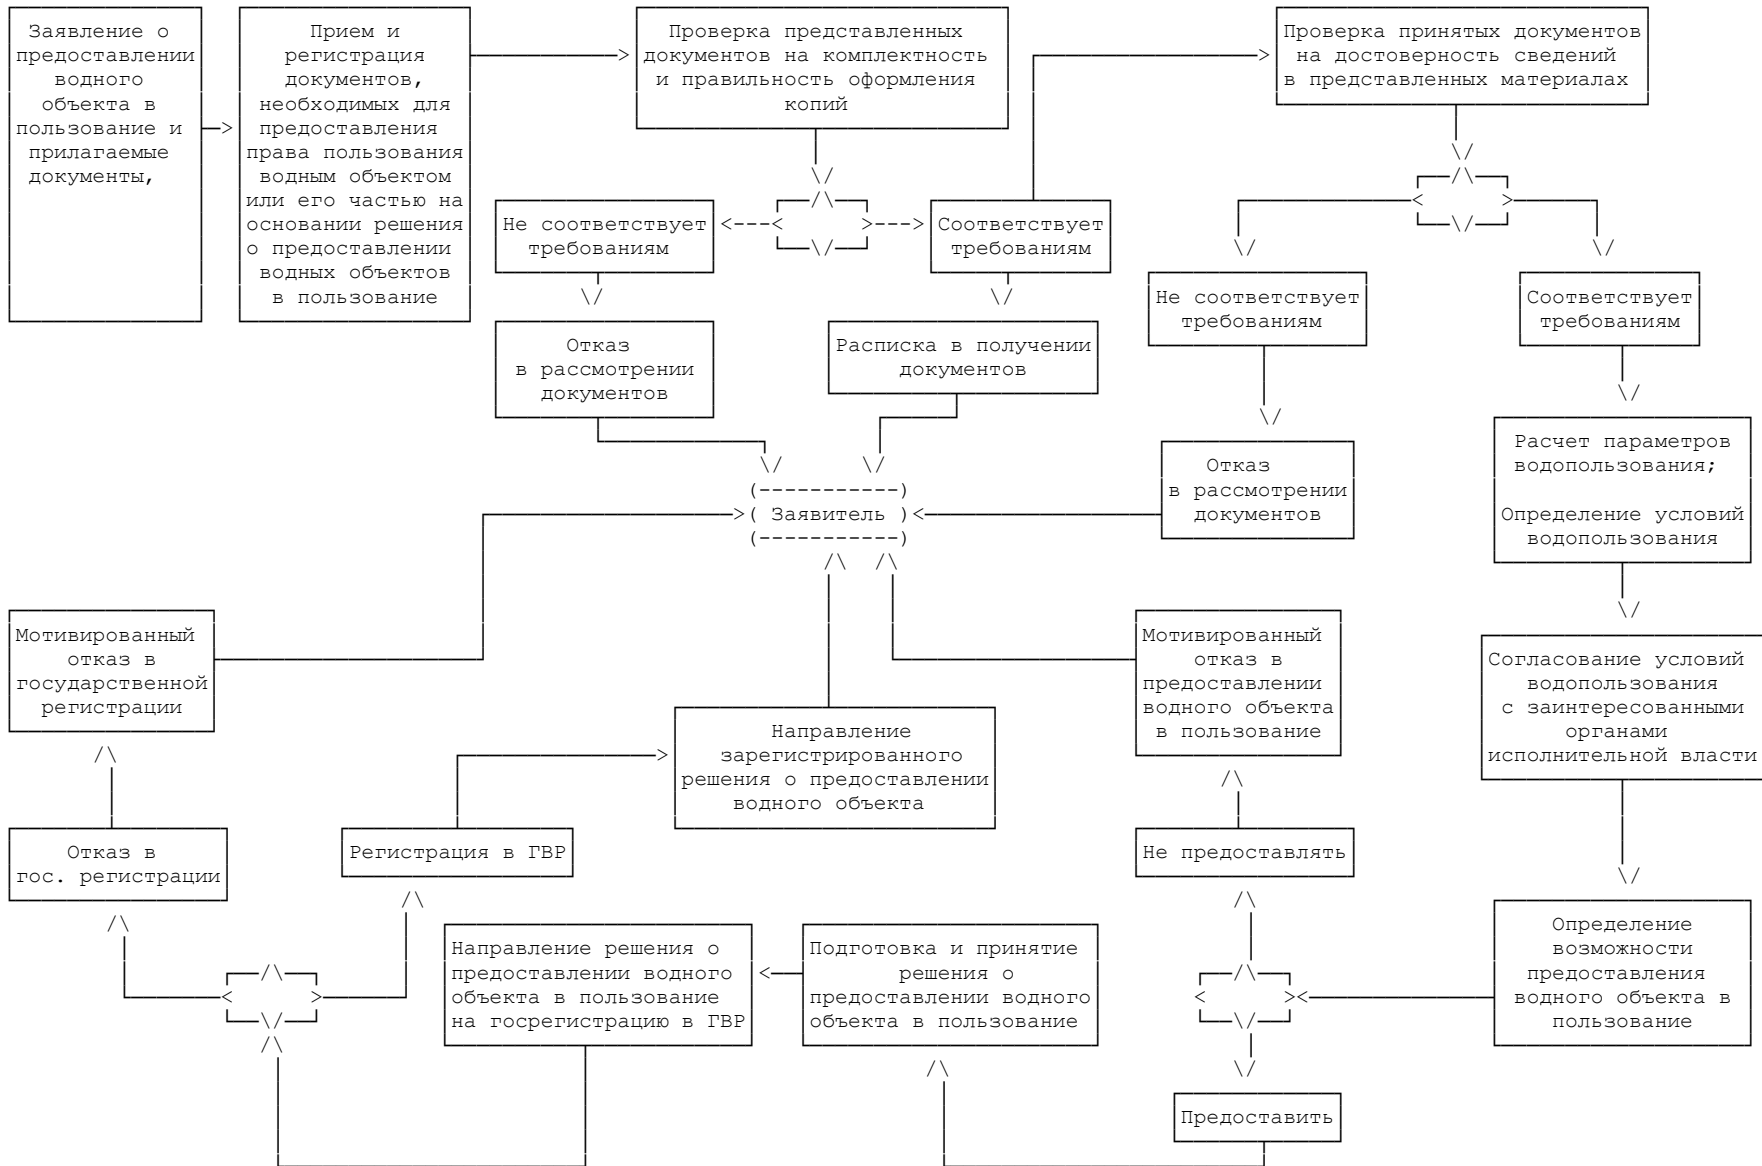 Заявление о
предоставлении
водного
объекта в
пользование и
прилагаемые
документы,
Прием и
регистрация
документов,
необходимых для
предоставления
права пользования
водным объектом
или его частью на
основании решения
о предоставлении
водных объектов
в пользование
Проверка представленных
документов на комплектность
и правильность оформления
копий
Проверка принятых документов
на достоверность сведений
в представленных материалах
Не соответствует
требованиям
Соответствует
требованиям
Не соответствует
требованиям
Соответствует
требованиям
Отказ
в рассмотрении
документов
Расписка в получении
документов
Отказ
в рассмотрении
документов
Расчет параметров
водопользования;
Определение условий
водопользования
Заявитель
Мотивированный
отказ в
государственной
регистрации
Мотивированный
отказ в
предоставлении
водного объекта
в пользование
Согласование условий
водопользования
с заинтересованными
органами
исполнительной власти
Направление
зарегистрированного
решения о предоставлении
водного объекта
Отказ в
гос. регистрации
Регистрация в ГВР
Не предоставлять
Направление решения о
предоставлении водного
объекта в пользование
на госрегистрацию в ГВР
Подготовка и принятие
решения о
предоставлении водного
объекта в пользование
Определение
возможности
предоставления
водного объекта в
пользование
Предоставить